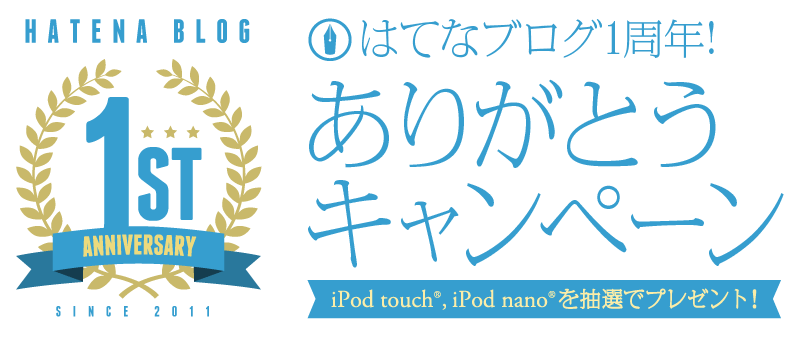 HATENA BLOG
1ST
ANNIVERSARY
SINCE 2011
はてなブログ1周年!
ありがとう
キャンペーン
iPod touch®, iPod nano®を抽選でプレゼント!